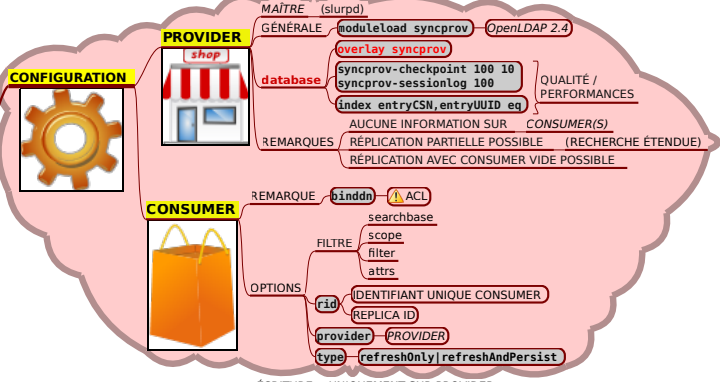 MAÎTRE (slurpd)
GÉNÉRALE moduleload syncprov OpenLDAP 2.4
PROVIDER
shop
database overlay syncprov
syncprov-checkpoint 100 10
syncprov-sessionlog 100
index entryCSN,entryUUID eq
QUALITÉ /
PERFORMANCES
CONFIGURATION
REMARQUES AUCUNE INFORMATION SUR CONSUMER(S)
RÉPLICATION PARTIELLE POSSIBLE (RECHERCHE ÉTENDUE)
RÉPLICATION AVEC CONSUMER VIDE POSSIBLE
CONSUMER
REMARQUE binddn ACL
OPTIONS
FILTRE
searchbase
scope
filter
attrs
rid
IDENTIFIANT UNIQUE CONSUMER
REPLICA ID
provider PROVIDER
type refreshOnly|refreshAndPersist